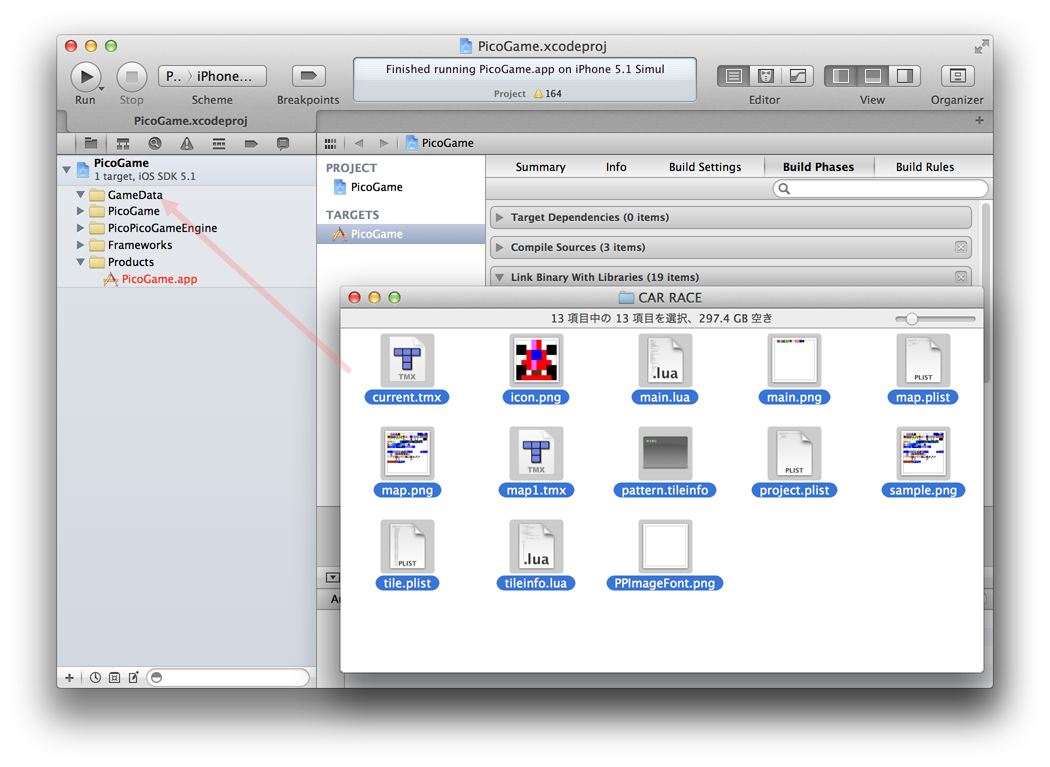 PicoGame.xcodeproj
P.. 〉 iPhone...
Finished running PicoGame.app on iPhone 5.1 Simul
Project 164
Run
Stop
Scheme
Breakpoints
Editor
View
Organizer
PicoGame.xcodeproj
PicoGame
PicoGame
1 target, iOS SDK 5.1
GameData
PicoGame
PicoPicoGameEngine
Frameworks
Products
PicoGame.app
PROJECT
PicoGame
TARGETS
PicoGame
Summary
Info
Build Settings
Build Phases
Build Rules
Target Dependencies (0 items)
Compile Sources (3 items)
Link Binary With Libraries (19 items)
CAR RACE
13 項目中の 13 項目を選択、297.4 GB 空き
TMX
.lua
PLIST
current.tmx
icon.png
main.lua
main.png
map.plist
TMX
PLIST
map.png
map1.tmx
pattern.tileinfo
project.plist
sample.png
PLIST
.lua
tile.plist
tileinfo.lua
PPImageFont.png